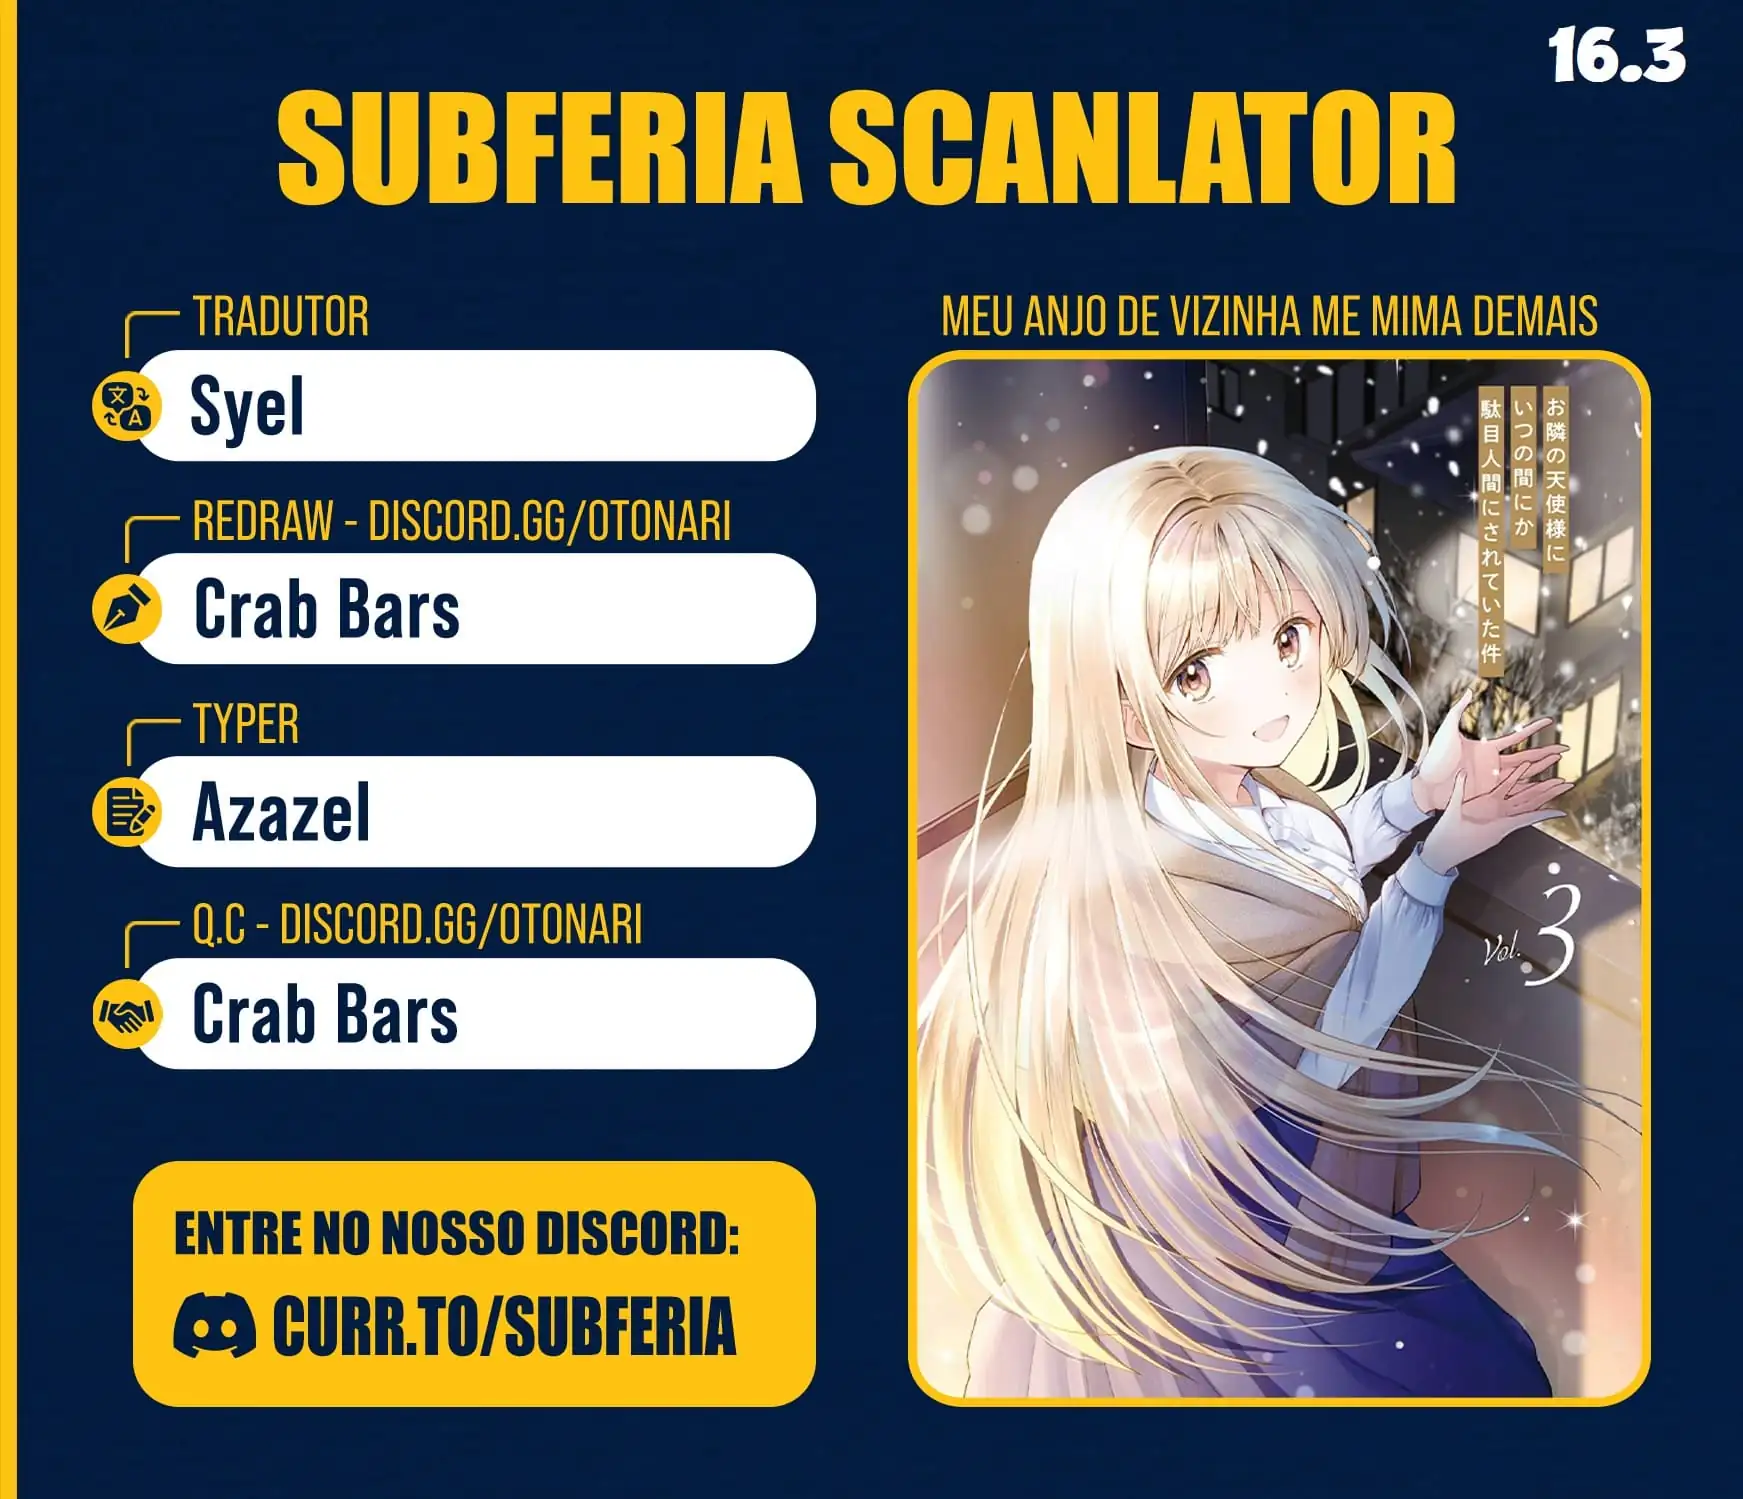 16.3
SUBFERIA SCANLATOR
TRADUTOR
Syel
REDRAW - DISCORD.GG/OTONARI
Crab Bars
TYPER
Azazel
Q.C - DISCORD.GG/OTONARI
Crab Bars
ENTRE NO NOSSO DISCORD:
CURR.TO/SUBFERIA
MEU ANJO DE VIZINHA ME MIMA DEMAIS
お隣の天使様に
いつの間にか
駄目人間にされていた件
Vol. 3
文
A